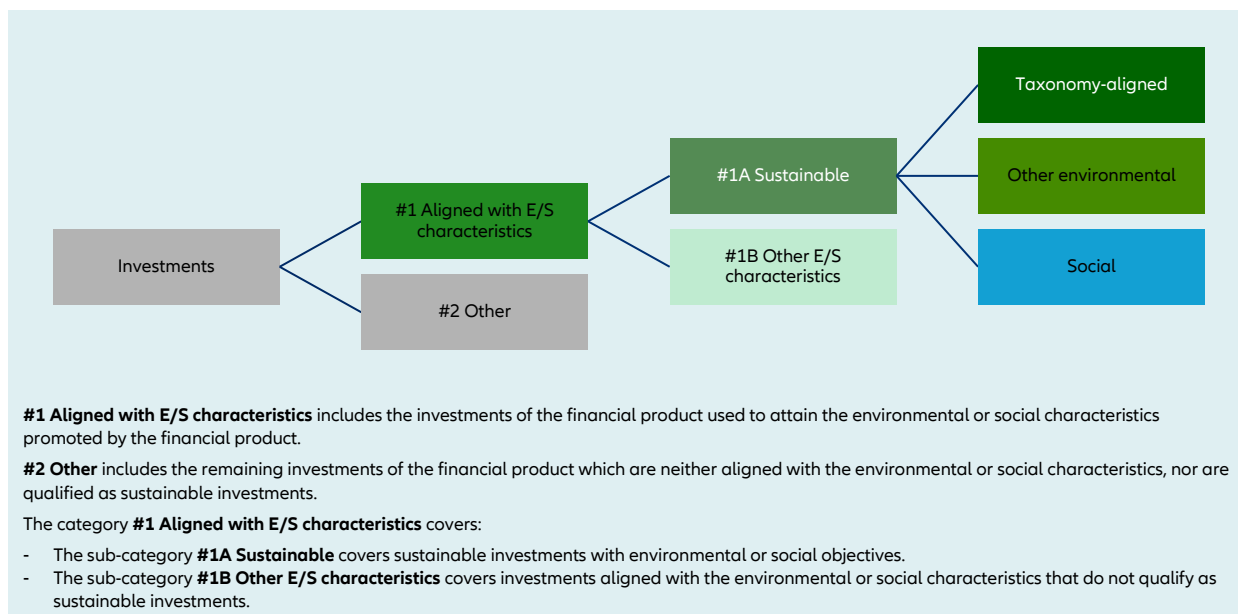 Taxonomy-aligned
#1A Sustainable
Other environmental
#1 Aligned with E/S
characteristics
Investments
#1B Other E/S
characteristics
Social
#2 Other
#1 Aligned with E/S characteristics includes the investments of the financial product used to attain the environmental or social characteristics
promoted by the financial product.
#2 Other includes the remaining investments of the financial product which are neither aligned with the environmental or social characteristics, nor are
qualified as sustainable investments.
The category #1 Aligned with E/S characteristics covers:
- The sub-category #1A Sustainable covers sustainable investments with environmental or social objectives.
- The sub-category #1B Other E/S characteristics covers investments aligned with the environmental or social characteristics that do not qualify as
sustainable investments.